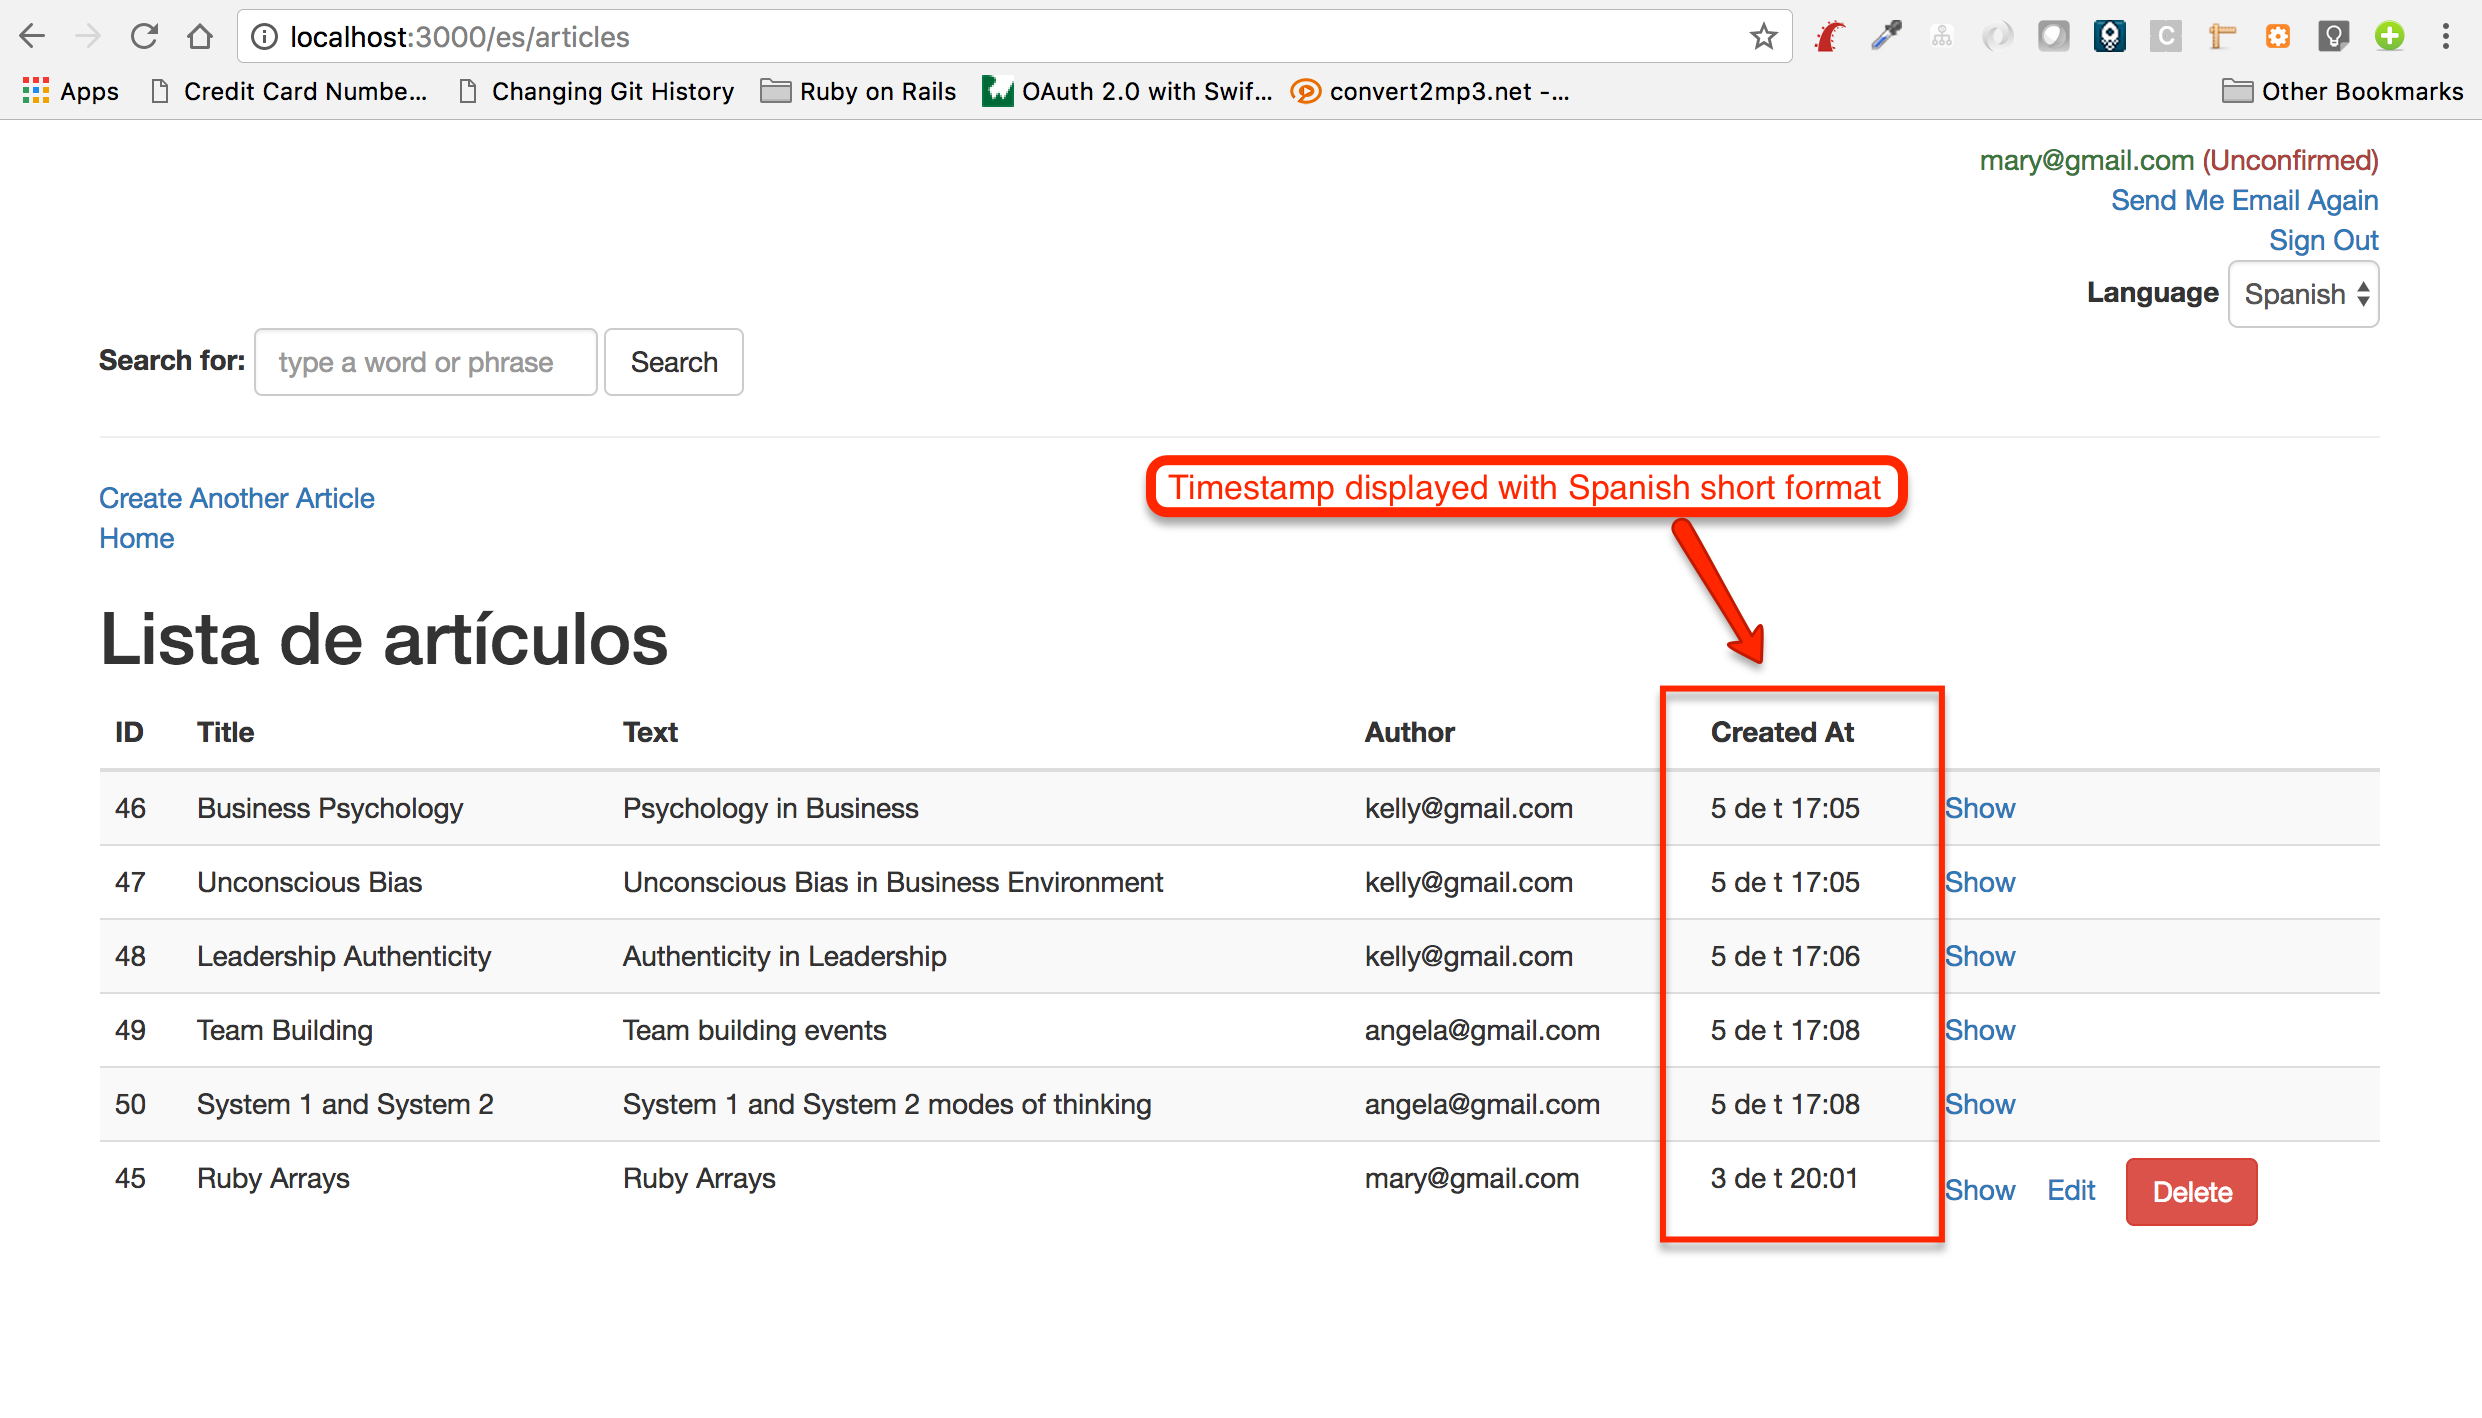 localhost:3000/es/articles
Apps Credit Card Numbe... Changing Git History Ruby on Rails OAuth 2.0 with Swif... convert2mp3.net -... Other Bookmarks
mary@gmail.com (Unconfirmed)
Send Me Email Again
Sign Out
Language Spanish
Search for: type a word or phrase Search
Timestamp displayed with Spanish short format
Create Another Article
Home
Lista de artículos
ID Title Text Author Created At
46 Business Psychology Psychology in Business kelly@gmail.com 5 de t 17:05 Show
47 Unconscious Bias Unconscious Bias in Business Environment kelly@gmail.com 5 de t 17:05 Show
48 Leadership Authenticity Authenticity in Leadership kelly@gmail.com 5 de t 17:06 Show
49 Team Building Team building events angela@gmail.com 5 de t 17:08 Show
50 System 1 and System 2 System 1 and System 2 modes of thinking angela@gmail.com 5 de t 17:08 Show
45 Ruby Arrays Ruby Arrays mary@gmail.com 3 de t 20:01 Show Edit Delete